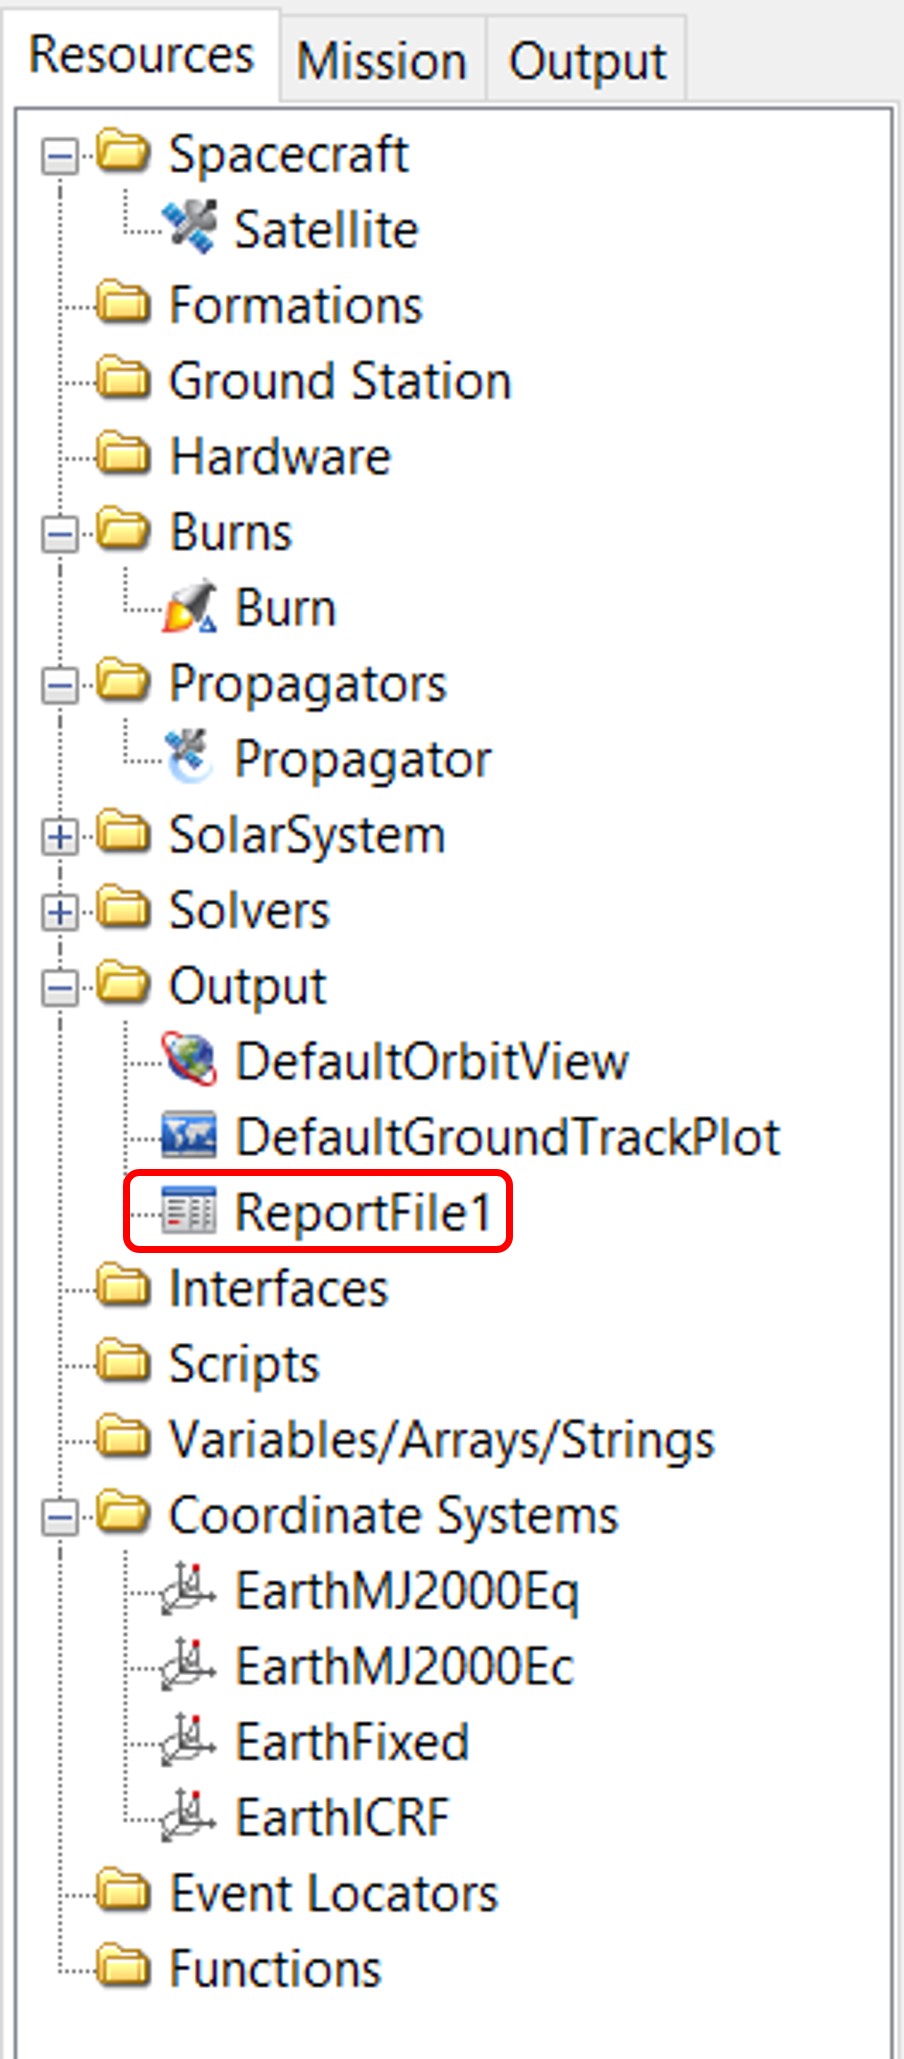 Resources Mission Output
Spacecraft
Satellite
Formations
Ground Station
Hardware
Burns
Burn
Propagators
Propagator
SolarSystem
Solvers
Output
DefaultOrbitView
DefaultGroundTrackPlot
ReportFile1
Interfaces
Scripts
Variables/Arrays/Strings
Coordinate Systems
EarthMJ2000Eq
EarthMJ2000Ec
EarthFixed
EarthICRF
Event Locators
Functions